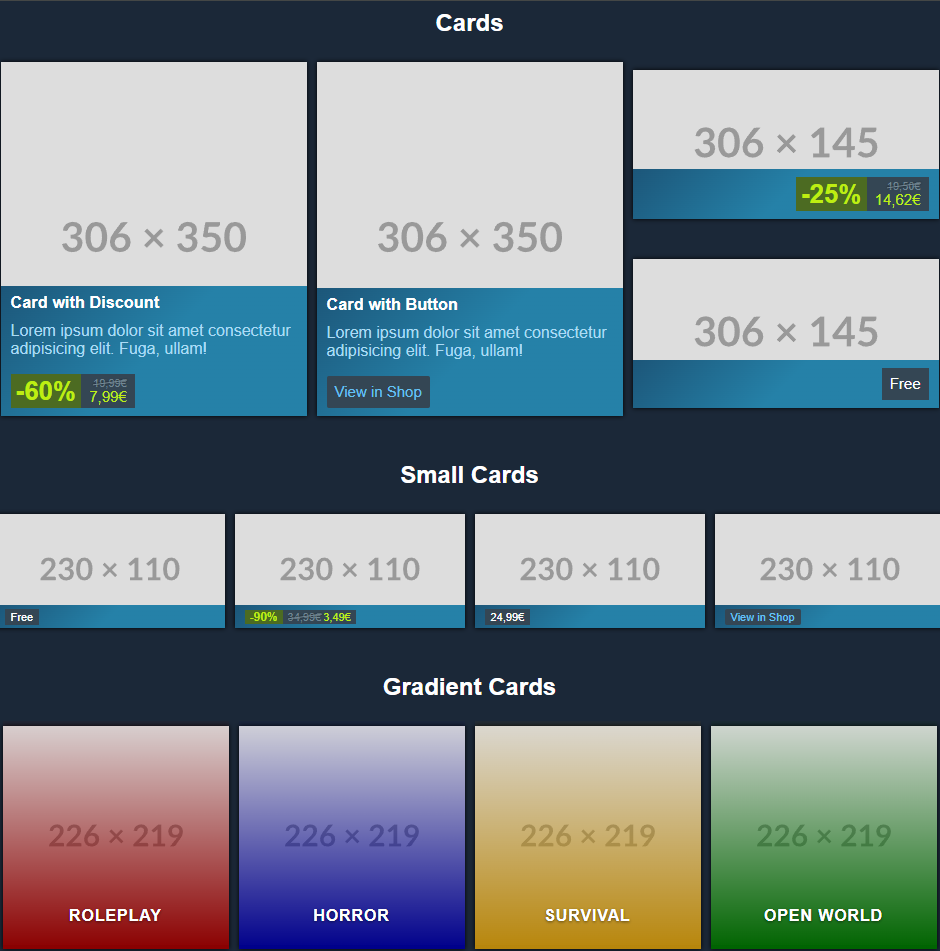 Cards
306 × 350
Card with Discount
Lorem ipsum dolor sit amet consectetur
adipisicing elit. Fuga, ullam!
-60%
19,99€
7,99€
306 × 350
Card with Button
Lorem ipsum dolor sit amet consectetur
adipisicing elit. Fuga, ullam!
View in Shop
306 × 145
-25%
19,50€
14,62€
306 × 145
Free
Small Cards
230 × 110
Free
230 × 110
-90% 34,99€ 3,49€
230 × 110
24,99€
230 × 110
View in Shop
Gradient Cards
226 × 219
ROLEPLAY
226 × 219
HORROR
226 × 219
SURVIVAL
226 × 219
OPEN WORLD